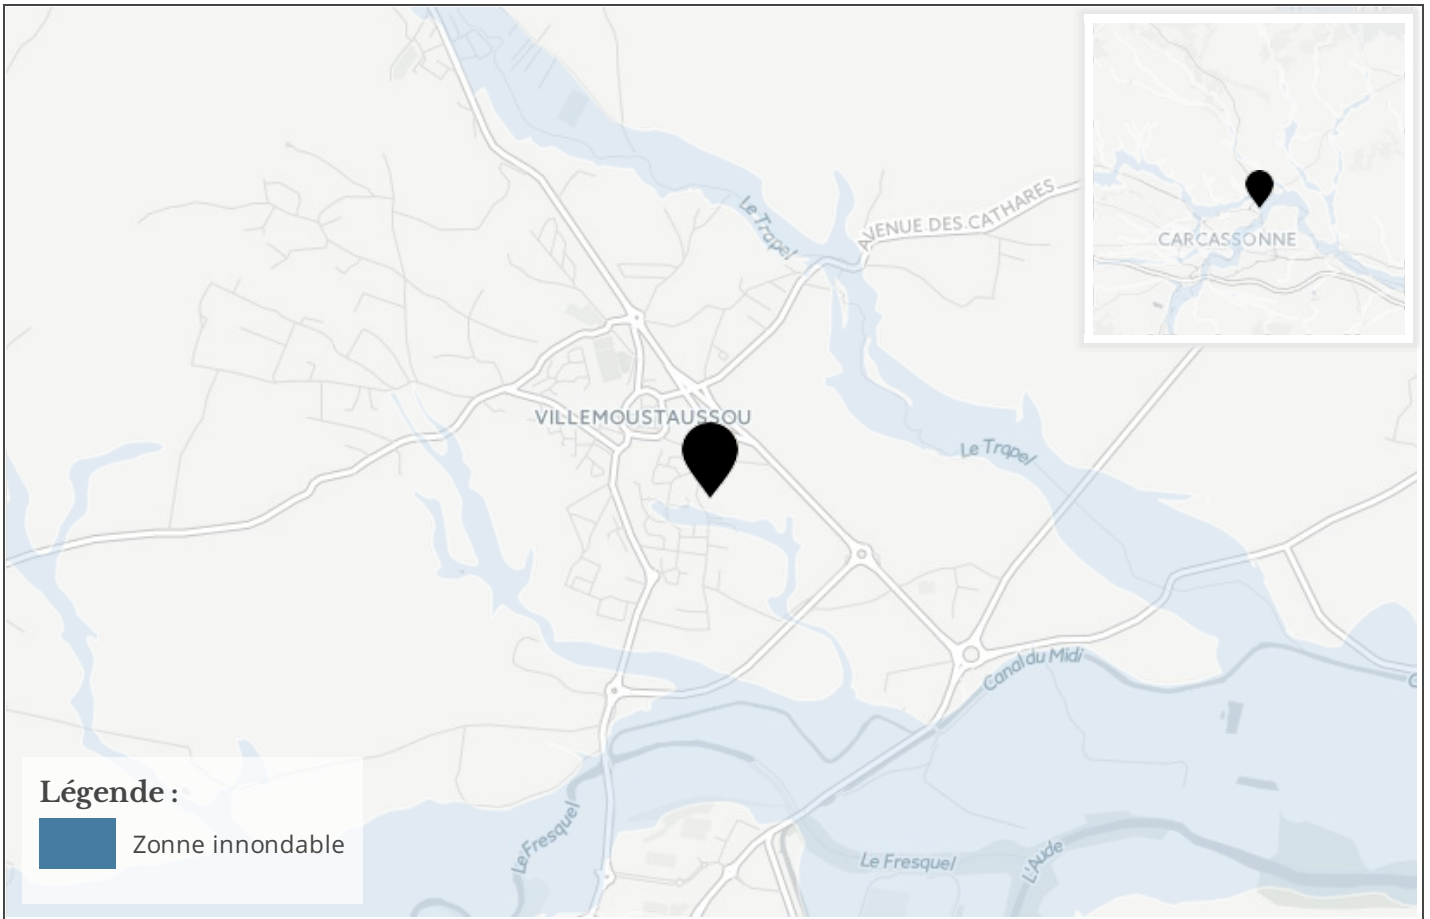 AVENUE DES CATHARES
Le Trapel
CARCASSONNE
VILLEMOUSTAUSSOU
Le Trapel
Canal du Midi
C
Légende :
Zonne innondable
Le Fresquel
Le Fresquel
L'Aude